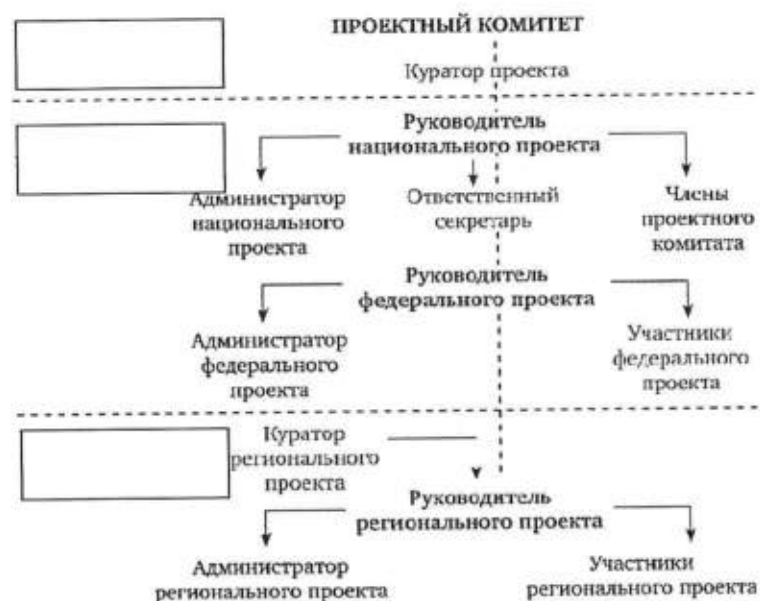 ПРОЕКТНЫЙ КОМИТЕТ
Куратор проекта
Руководитель
национального проекта
Администратор
национального
проекта
Ответственный
секретарь
Члены
проектного
комитата
Руководитель
федерального проекта
Администратор
федерального
проекта
Участники
федерального
проекта
Куратор
регионального
проекта
Руководитель
регионального проекта
Администратор
регионального проекта
Участники
регионального проекта